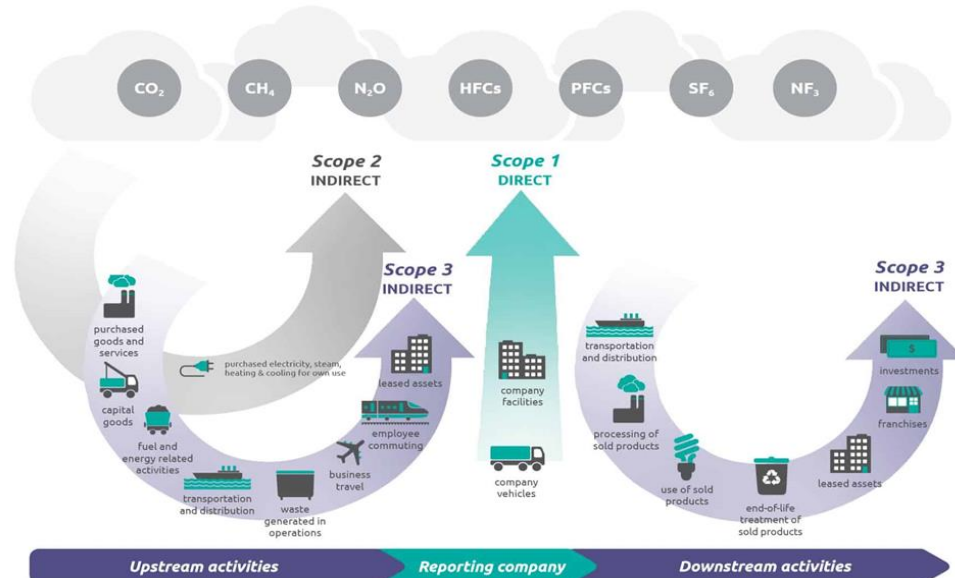 CO₂
CH₄
N₂O
HFCs
PFCs
SF₆
NF₃
Scope 2
INDIRECT
Scope 1
DIRECT
Scope 3
INDIRECT
Scope 3
INDIRECT
purchased
goods and
services
capital
goods
fuel and
energy related
activities
transportation
and distribution
waste
generated in
operations
business
travel
employee
commuting
leased assets
purchased electricity, steam,
heating & cooling for own use
company
facilities
company
vehicles
transportation
and distribution
processing of
sold products
use of sold
products
end-of-life
treatment of
sold products
leased assets
franchises
$
investments
Upstream activities
Reporting company
Downstream activities